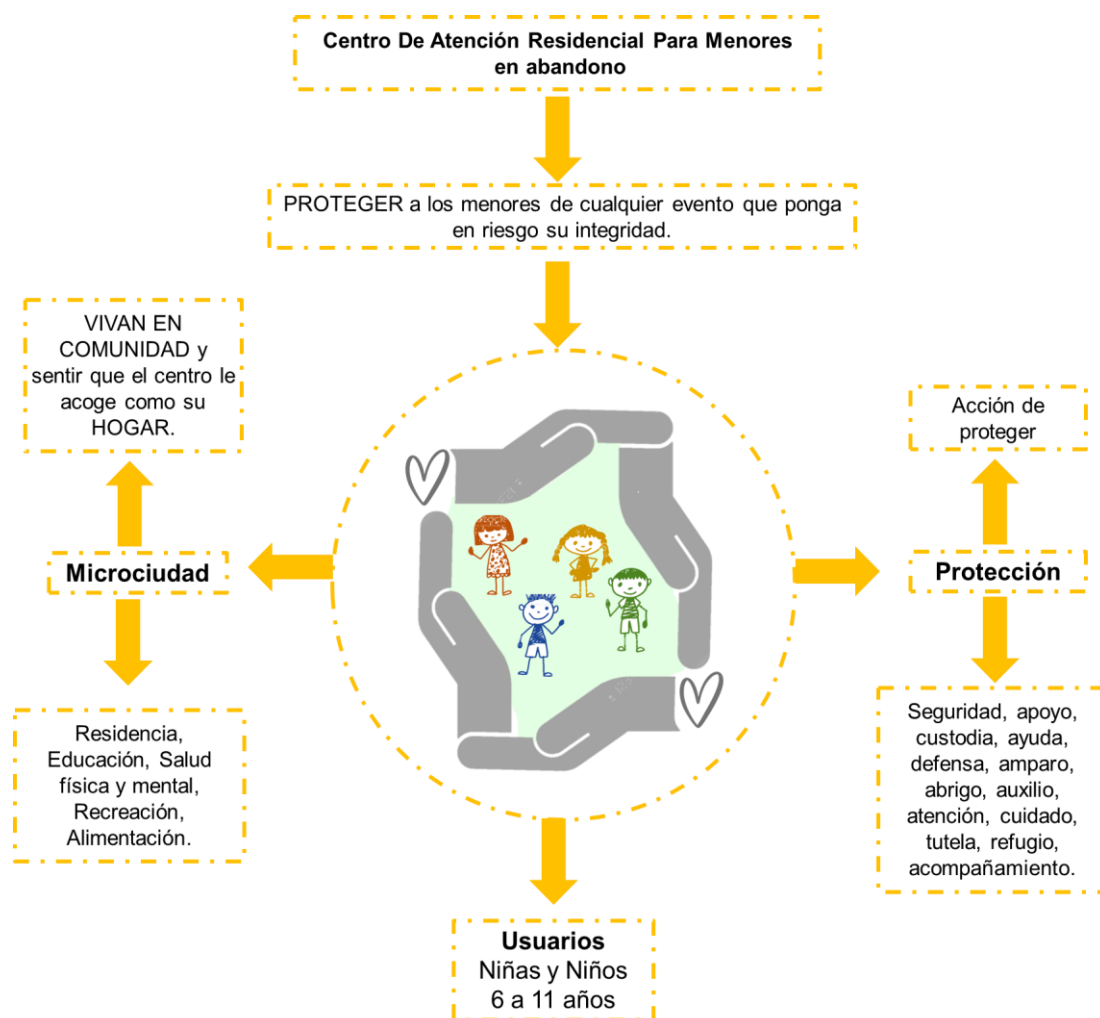 Centro De Atención Residencial Para Menores
en abandono
PROTEGER a los menores de cualquier evento que ponga
en riesgo su integridad.
VIVAN EN
COMUNIDAD y
sentir que el centro le
acoge como su
HOGAR.
Acción de
proteger
Microciudad
Protección
Residencia,
Educación, Salud
física y mental,
Recreación,
Alimentación.
Seguridad, apoyo,
custodia, ayuda,
defensa, amparo,
abrigo, auxilio,
atención, cuidado,
tutela, refugio,
acompañamiento.
Usuarios
Niñas y Niños
6 a 11 años